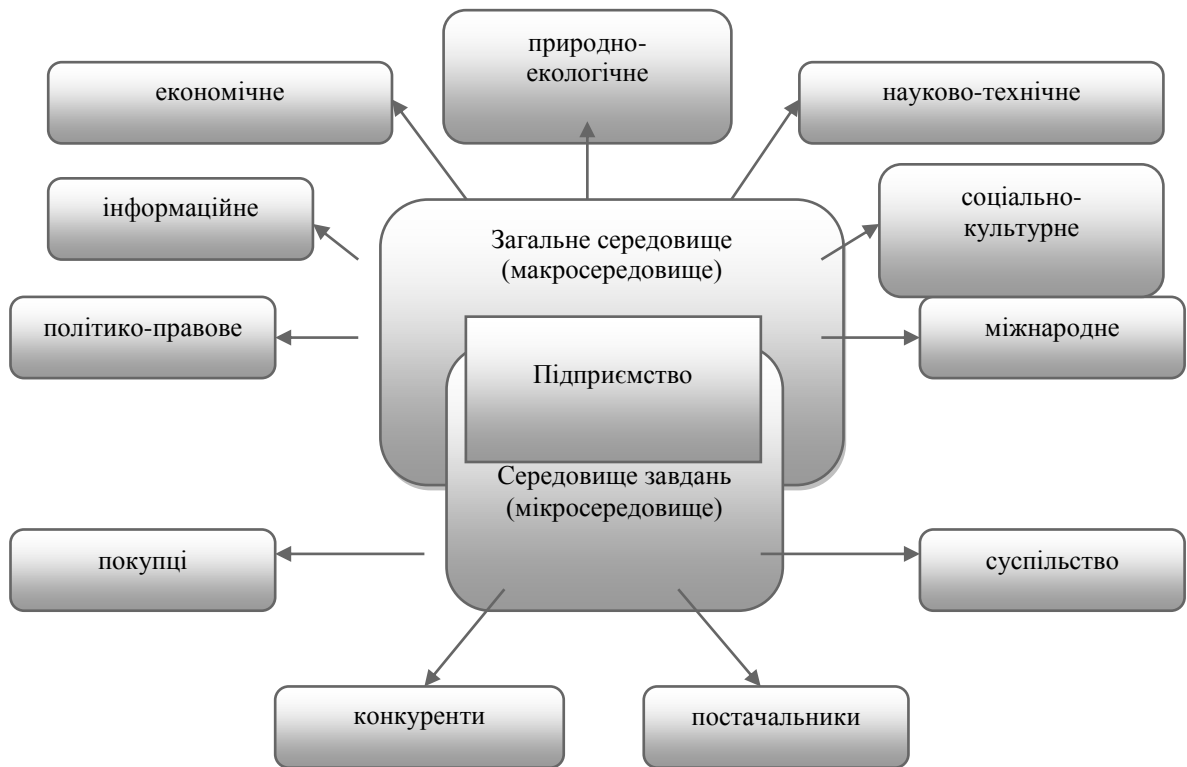 природно-
екологічне
економічне
науково-технічне
інформаційне
соціально-
культурне
Загальне середовище
(макросередовище)
політико-правове
міжнародне
Підприємство
Середовище завдань
(мікросередовище)
покупці
суспільство
конкуренти
постачальники